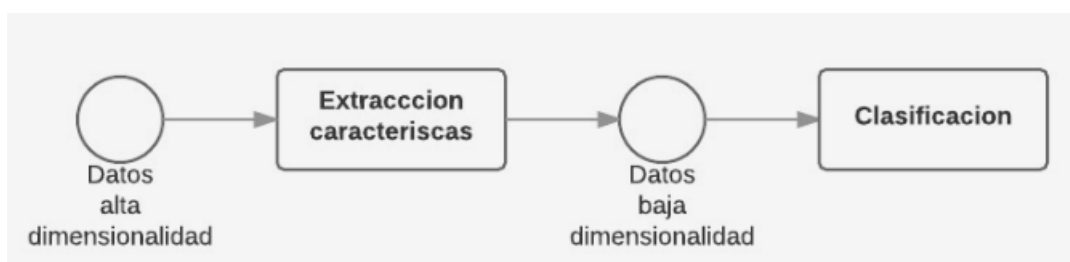 Datos
alta
dimensionalidad
Extracccion
caracteriscas
Datos
baja
dimensionalidad
Clasificacion